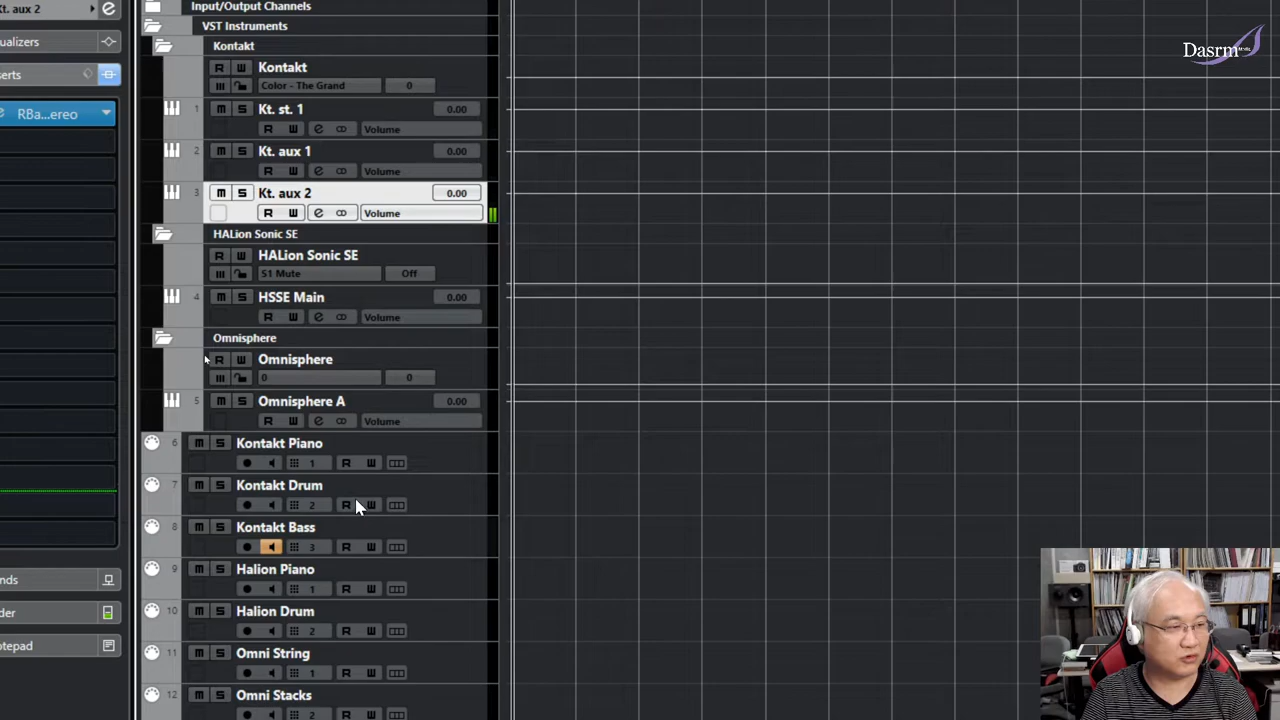 Kt. aux 2
Input/Output Channels
VST Instruments
ualizers
Kontakt
erts
R W Kontakt
Color - The Grand 0
RBa...ereo
1 M S Kt. st. 1 0.00
R W e Volume
2 M S Kt. aux 1 0.00
R W e Volume
3 M S Kt. aux 2 0.00
R W e Volume
HALion Sonic SE
R W HALion Sonic SE
S1 Mute Off
4 M S HSSE Main 0.00
R W e Volume
Omnisphere
R W Omnisphere
0 0
5 M S Omnisphere A 0.00
R W e Volume
6 M S Kontakt Piano
1 R W
7 M S Kontakt Drum
2 R W
8 M S Kontakt Bass
3 R W
9 M S Halion Piano
1 R W
nds
10 M S Halion Drum
der
2 R W
11 M S Omni String
tepad
1 R W
12 M S Omni Stacks
2 R W
Dasrm